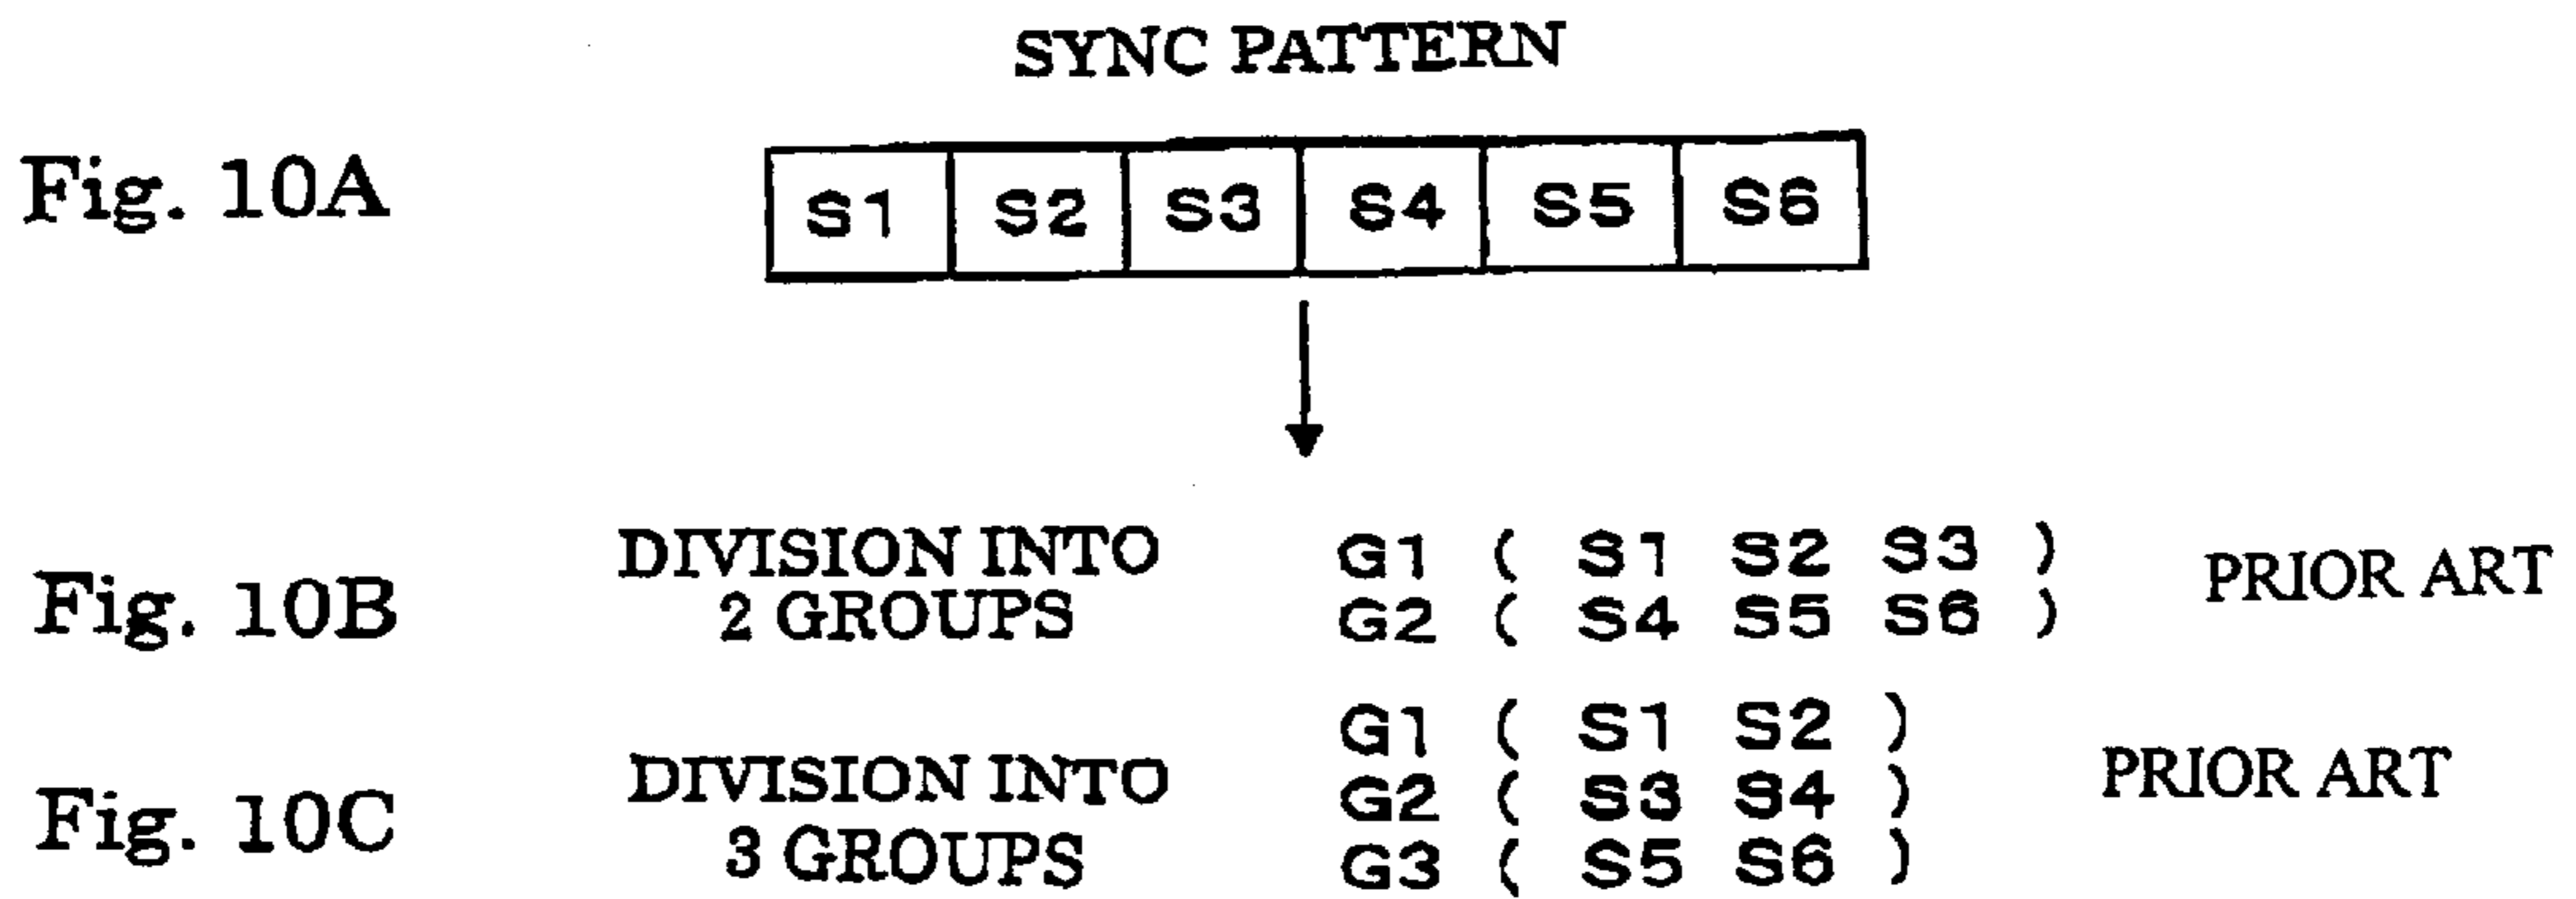 SYNC PATTERN
Fig. 10A
S1 S2 S3 S4 S5 S6
Fig. 10B
DIVISION INTO
2 GROUPS
G1 ( S1 S2 S3 )
G2 ( S4 S5 S6 )
PRIOR ART
Fig. 10C
DIVISION INTO
3 GROUPS
G1 ( S1 S2 )
G2 ( S3 S4 )
G3 ( S5 S6 )
PRIOR ART